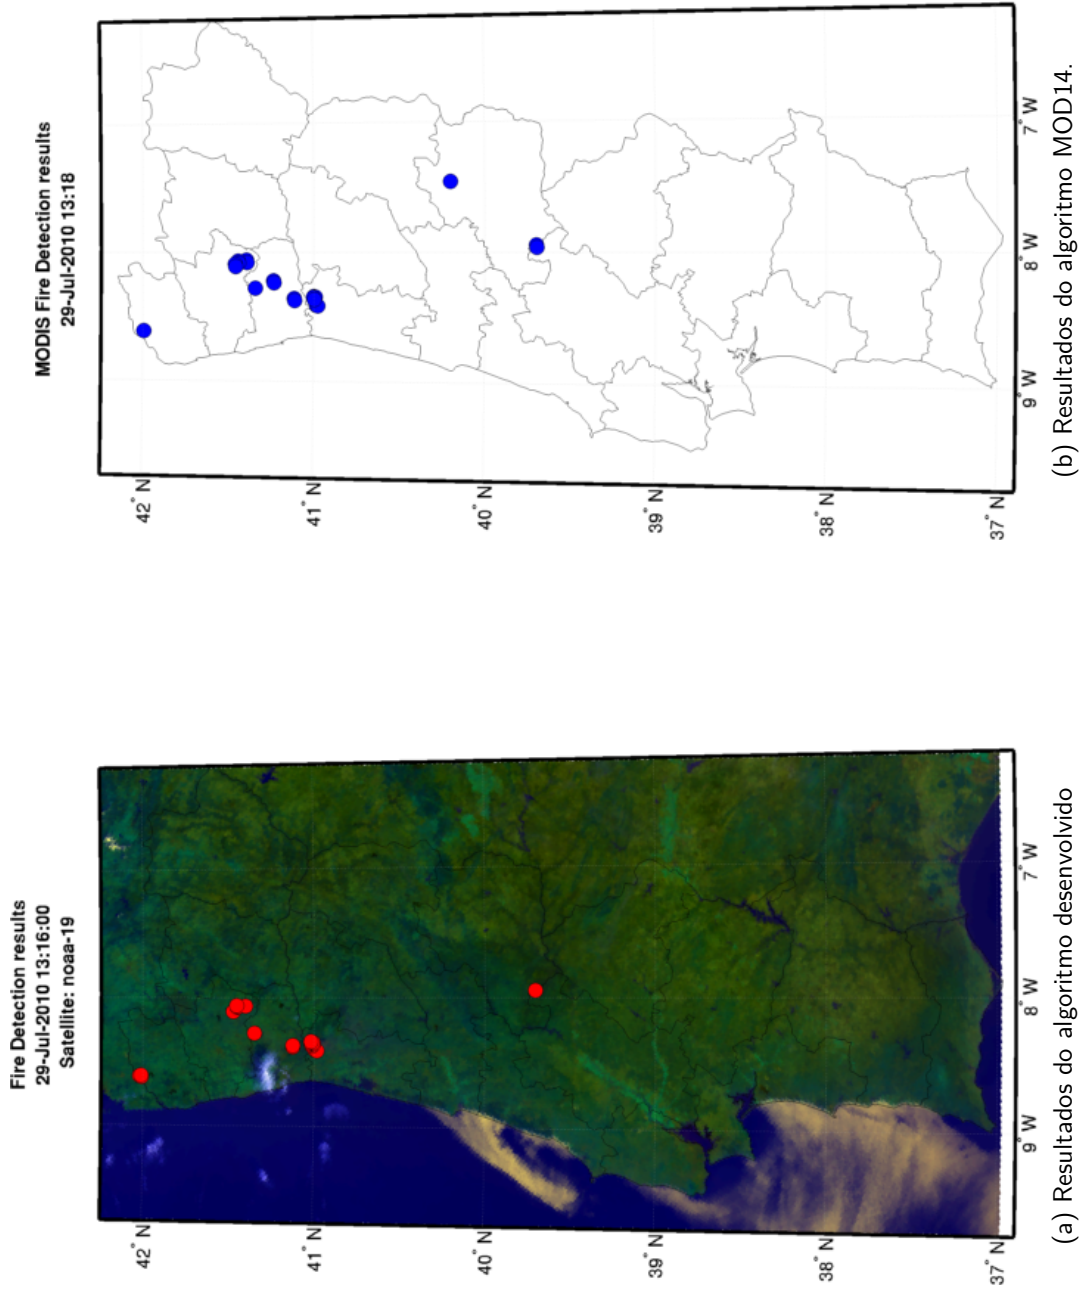 Fire Detection results
29-Jul-2010 13:16:00
Satellite: noaa-19
42° N
41° N
40° N
39° N
38° N
37° N
9° W
8° W
7° W
(a) Resultados do algoritmo desenvolvido
MODIS Fire Detection results
29-Jul-2010 13:18
42° N
41° N
40° N
39° N
38° N
37° N
9° W
8° W
7° W
(b) Resultados do algoritmo MOD14.